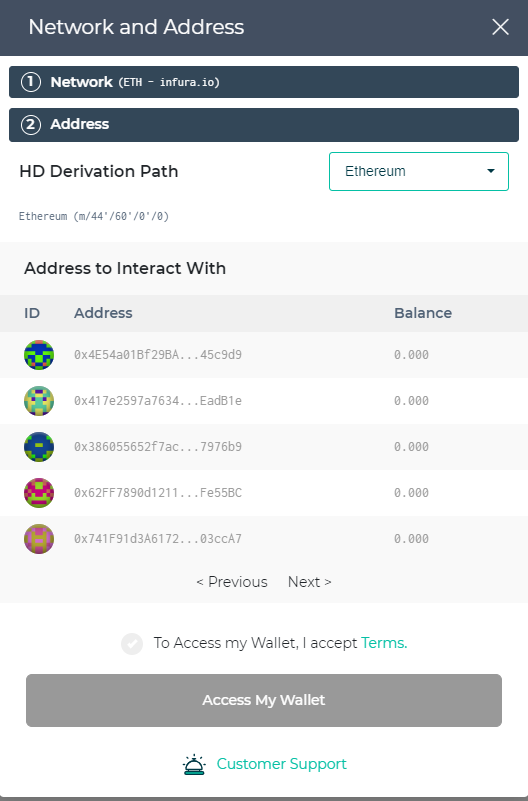 Network and Address
1 Network (ETH - infura.io)
2 Address
HD Derivation Path Ethereum
Ethereum (m/44'/60'/0'/0)
Address to Interact With
ID Address Balance
0x4E54a01Bf29BA...45c9d9 0.000
0x417e2597a7634...EadB1e 0.000
0x386055652f7ac...7976b9 0.000
0x62FF7890d1211...Fe55BC 0.000
0x741F91d3A6172...03ccA7 0.000
< Previous Next >
To Access my Wallet, I accept Terms.
Access My Wallet
Customer Support